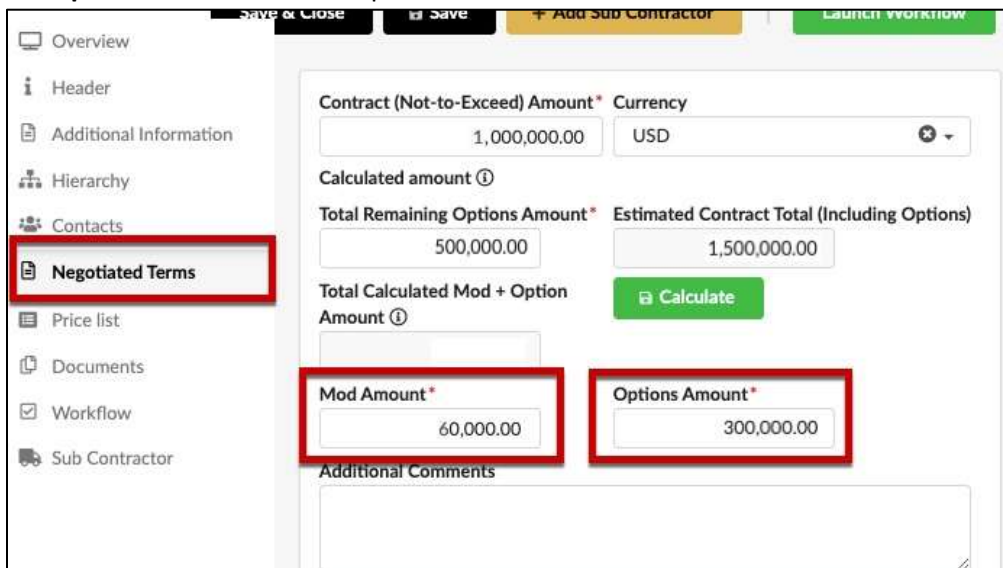 Save & Close Save + Add Sub Contractor Launch Workflow
Overview
Header
Additional Information
Hierarchy
Contacts
Negotiated Terms
Price list
Documents
Workflow
Sub Contractor
Contract (Not-to-Exceed) Amount* Currency
1,000,000.00 USD
Calculated amount
Total Remaining Options Amount* Estimated Contract Total (Including Options)
500,000.00 1,500,000.00
Total Calculated Mod + Option
Amount
Calculate
Mod Amount* Options Amount*
60,000.00 300,000.00
Additional Comments